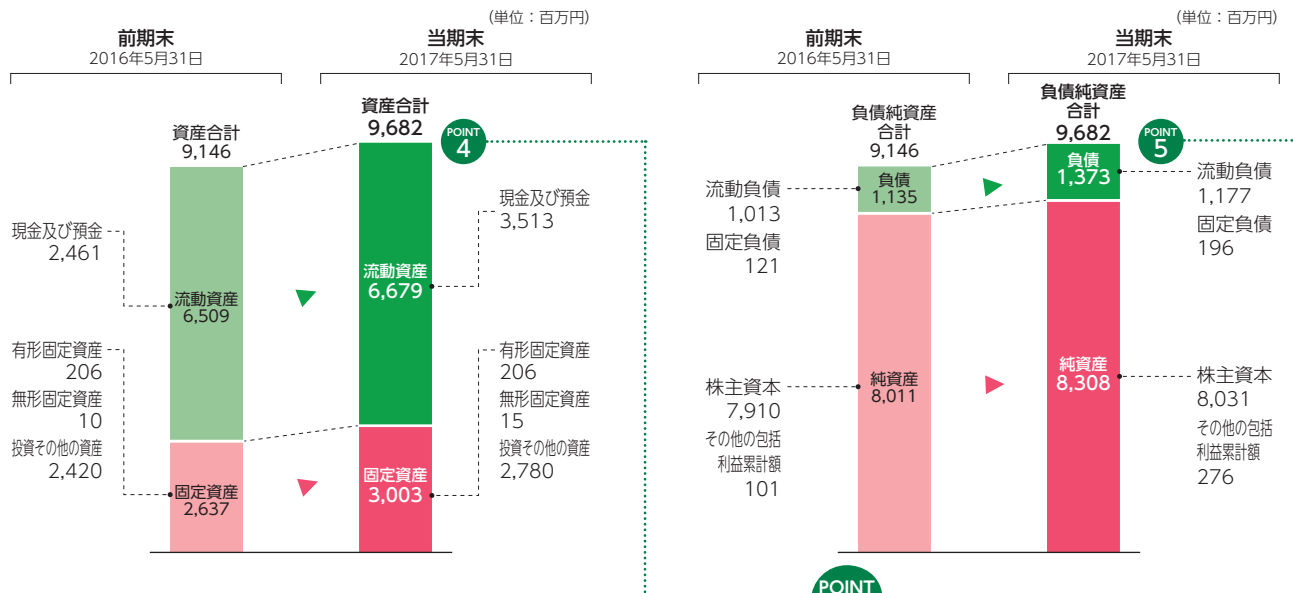 (単位：百万円)
前期末
2016年5月31日
当期末
2017年5月31日
資産合計
9,146
資産合計
9,682
POINT
4
現金及び預金
2,461
流動資産
6,509
有形固定資産
206
無形固定資産
10
投資その他の資産
2,420
固定資産
2,637
現金及び預金
3,513
流動資産
6,679
有形固定資産
206
無形固定資産
15
投資その他の資産
2,780
固定資産
3,003
(単位：百万円)
前期末
2016年5月31日
当期末
2017年5月31日
負債純資産
合計
9,146
負債純資産
合計
9,682
POINT
5
流動負債
1,013
固定負債
121
負債
1,135
負債
1,373
流動負債
1,177
固定負債
196
株主資本
7,910
その他の包括
利益累計額
101
純資産
8,011
純資産
8,308
株主資本
8,031
その他の包括
利益累計額
276
POINT